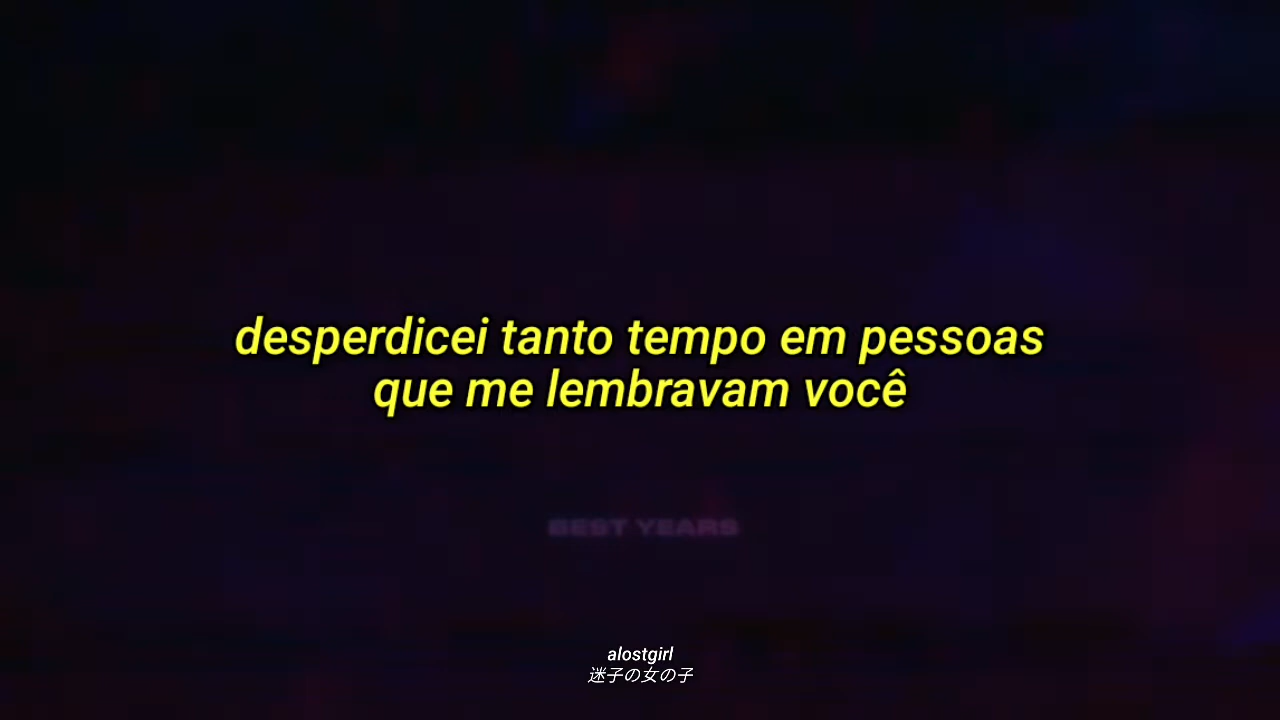 desperdicei tanto tempo em pessoas
que me lembravam você
BEST YEARS
alostgirl
迷子の女の子